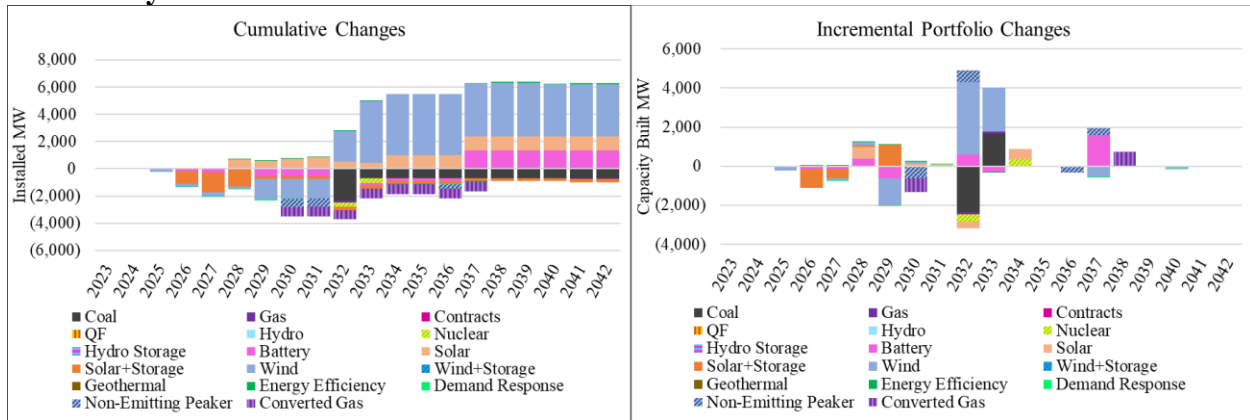 Cumulative Changes
Installed MW
8,000
6,000
4,000
2,000
0
(2,000)
(4,000)
(6,000)
2023 2024 2025 2026 2027 2028 2029 2030 2031 2032 2033 2034 2035 2036 2037 2038 2039 2040 2041 2042
Coal Gas Contracts
QF Hydro Nuclear
Hydro Storage Battery Solar
Solar+Storage Wind Wind+Storage
Geothermal Energy Efficiency Demand Response
Non-Emitting Peaker Converted Gas
Incremental Portfolio Changes
Capacity Built MW
6,000
4,000
2,000
0
(2,000)
(4,000)
2023 2024 2025 2026 2027 2028 2029 2030 2031 2032 2033 2034 2035 2036 2037 2038 2039 2040 2041 2042
Coal Gas Contracts
QF Hydro Nuclear
Hydro Storage Battery Solar
Solar+Storage Wind Wind+Storage
Geothermal Energy Efficiency Demand Response
Non-Emitting Peaker Converted Gas